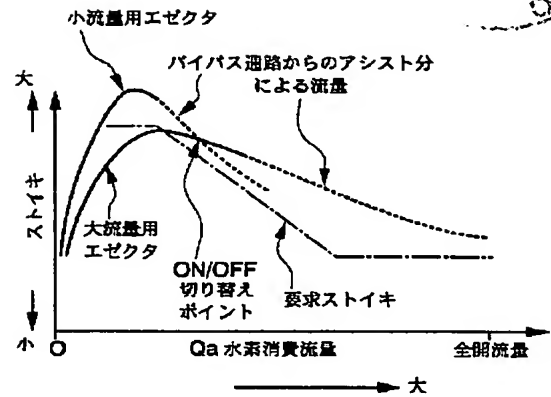 小流量用エゼクタ
バイパス通路からのアシスト分
による流量
大
ストイキ
小
大流量用
エゼクタ
ON/OFF
切り替え
ポイント
要求ストイキ
O
Qa 水素消費流量
全開流量
大